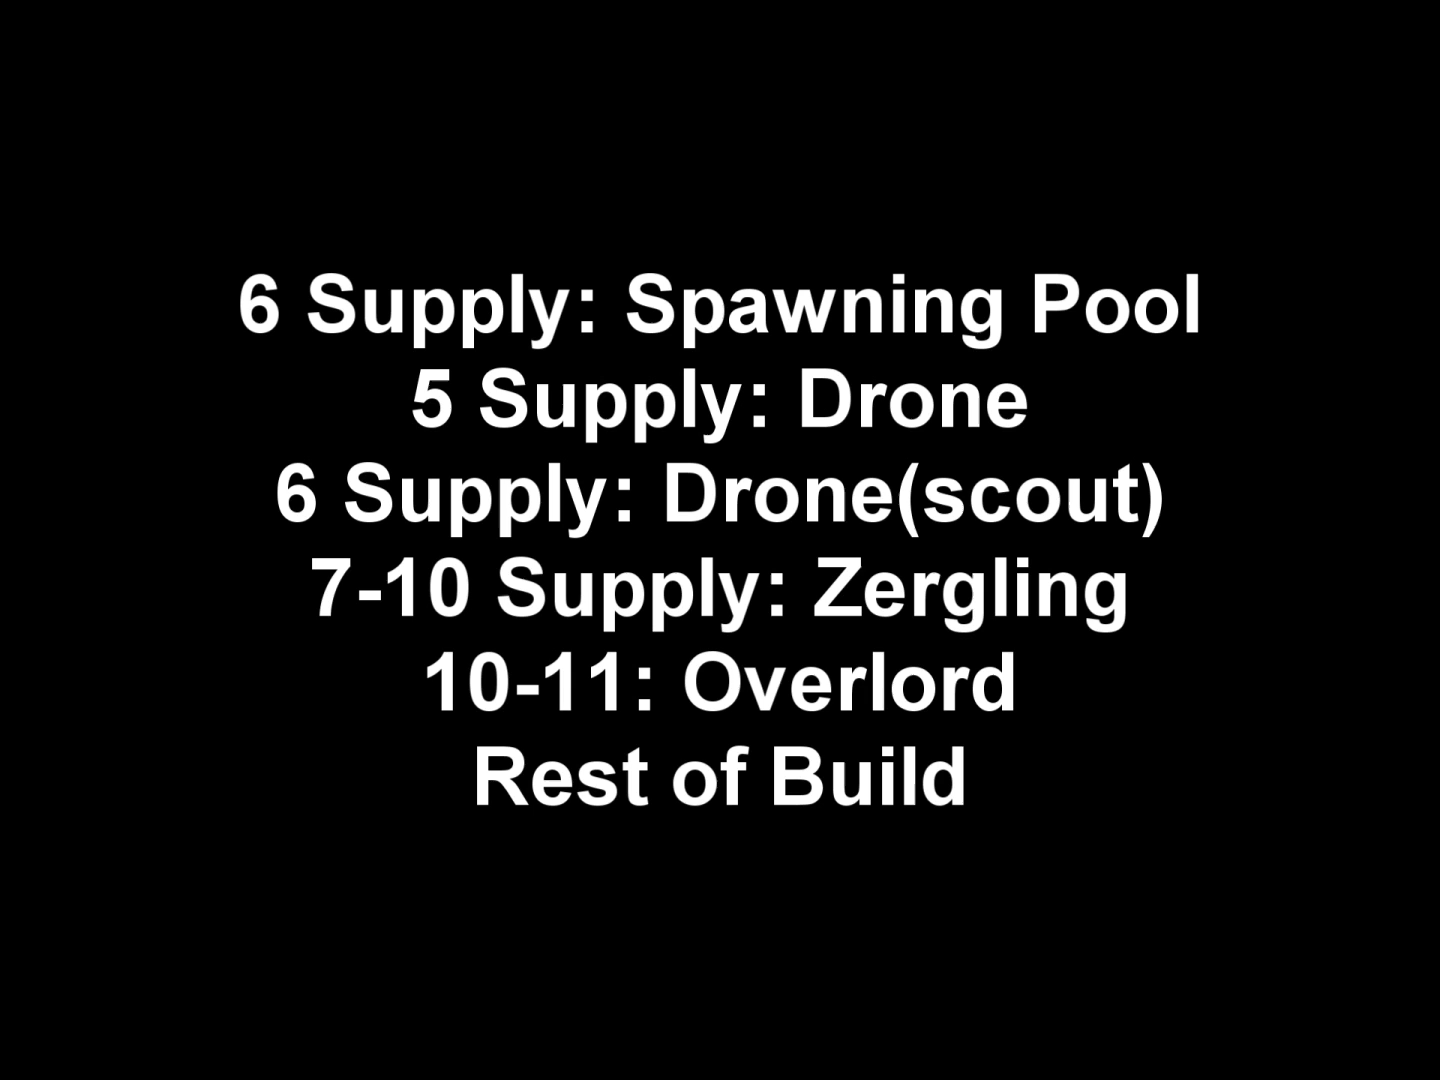 6 Supply: Spawning Pool
5 Supply: Drone
6 Supply: Drone(scout)
7-10 Supply: Zergling
10-11: Overlord
Rest of Build